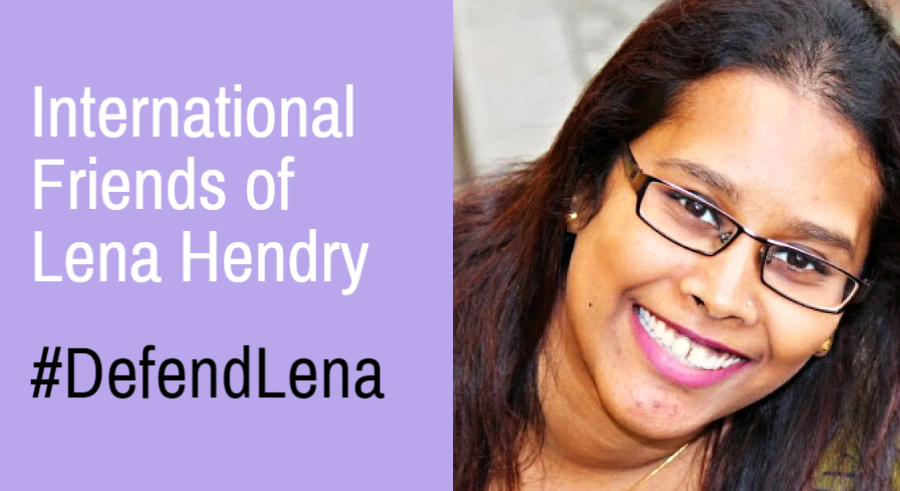 International
Friends of
Lena Hendry
#DefendLena